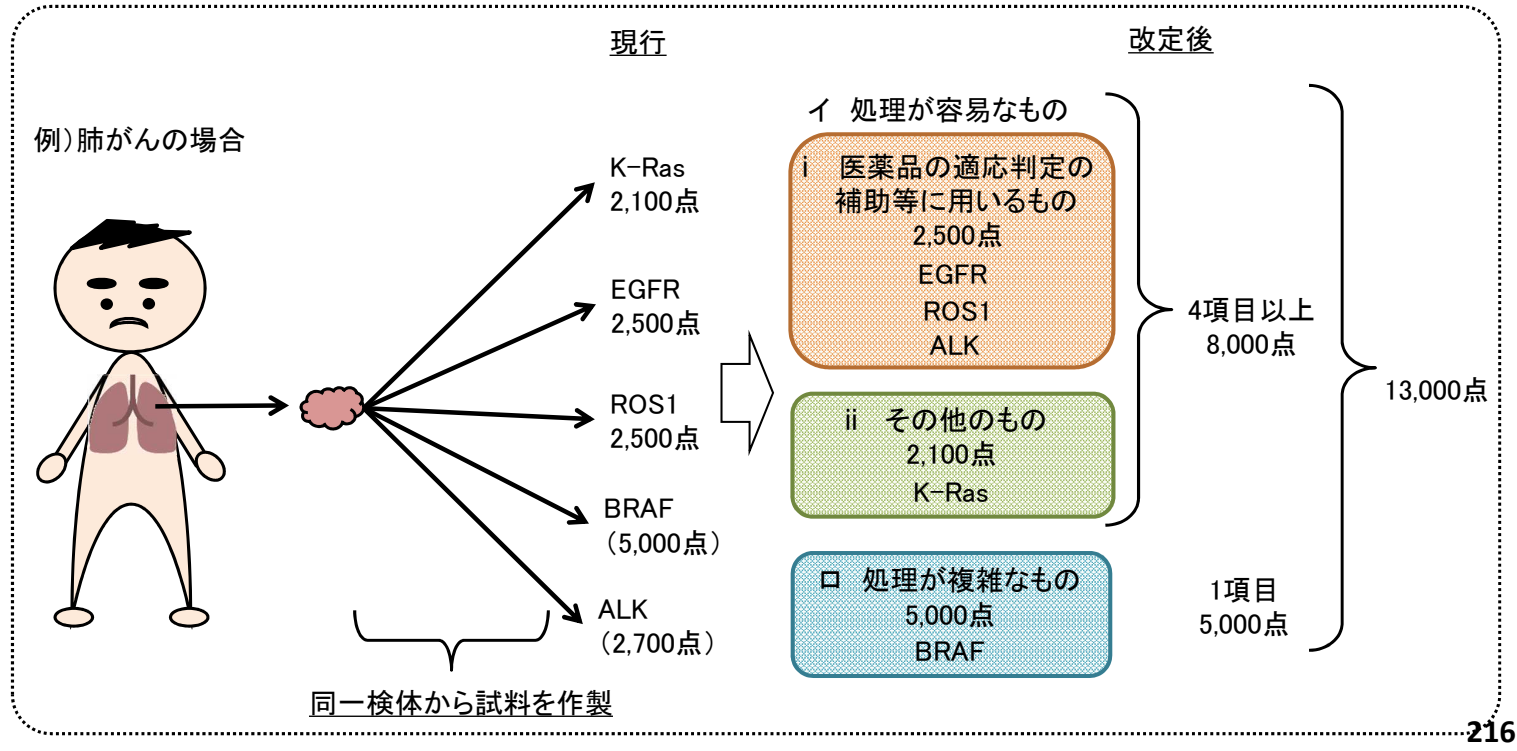 現行
改定後
例）肺がんの場合
K-Ras
2,100点
EGFR
2,500点
ROS1
2,500点
BRAF
（5,000点）
ALK
（2,700点）
同一検体から試料を作製
イ　処理が容易なもの
i　医薬品の適応判定の
補助等に用いるもの
2,500点
EGFR
ROS1
ALK
ii　その他のもの
2,100点
K-Ras
ロ　処理が複雑なもの
5,000点
BRAF
4項目以上
8,000点
1項目
5,000点
13,000点
216